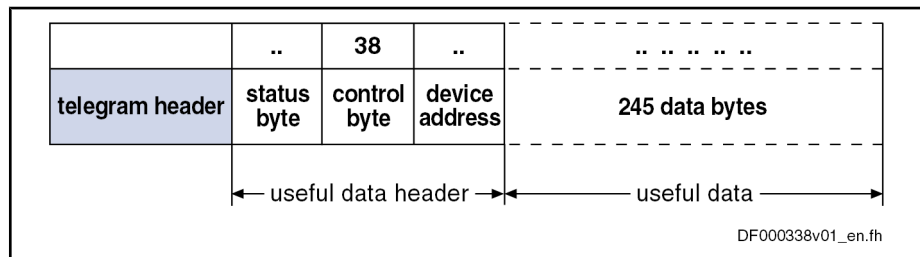 .. 38 .. .. .. .. .. ..
telegram header status byte control byte device address 245 data bytes
useful data header useful data
DF000338v01_en.fh